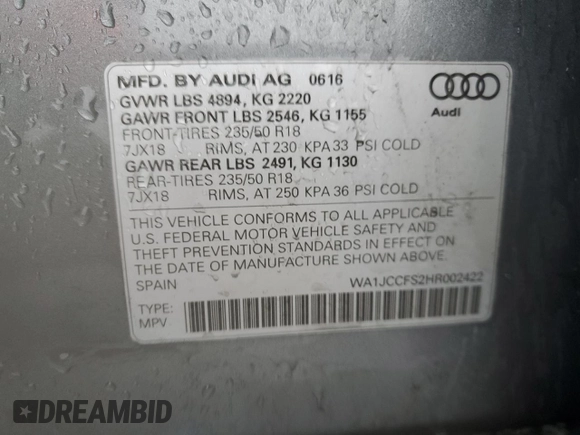 MFD. BY AUDI AG 0616
GVWR LBS 4894, KG 2220
GAWR FRONT LBS 2546, KG 1155
FRONT-TIRES 235/50 R18
7JX18 RIMS, AT 230 KPA 33 PSI COLD
GAWR REAR LBS 2491, KG 1130
REAR-TIRES 235/50 R18
7JX18 RIMS, AT 250 KPA 36 PSI COLD
Audi
THIS VEHICLE CONFORMS TO ALL APPLICABLE
U.S. FEDERAL MOTOR VEHICLE SAFETY AND
THEFT PREVENTION STANDARDS IN EFFECT ON
THE DATE OF MANUFACTURE SHOWN ABOVE.
SPAIN WA1JCCFS2HR002422
TYPE:
MPV
DREAMBID